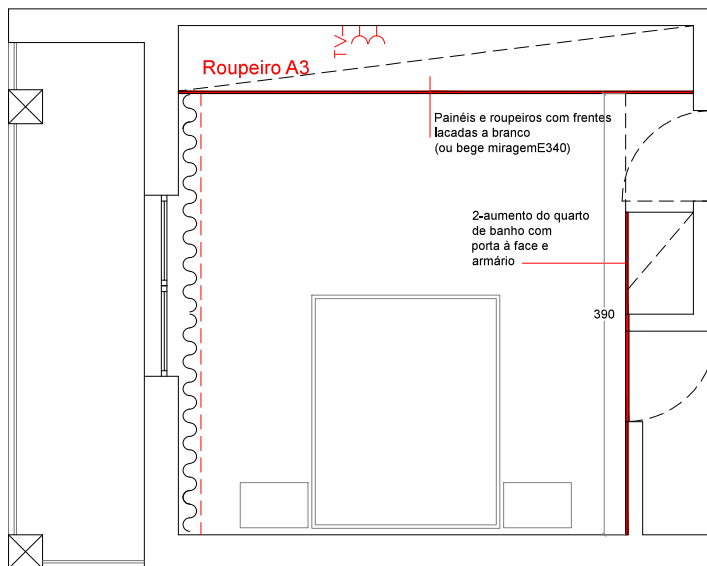 TV
Roupeiro A3
Painéis e roupeiros com frentes
lacadas a branco
(ou bege miragemE340)
2-aumento do quarto
de banho com
porta à face e
armário
390